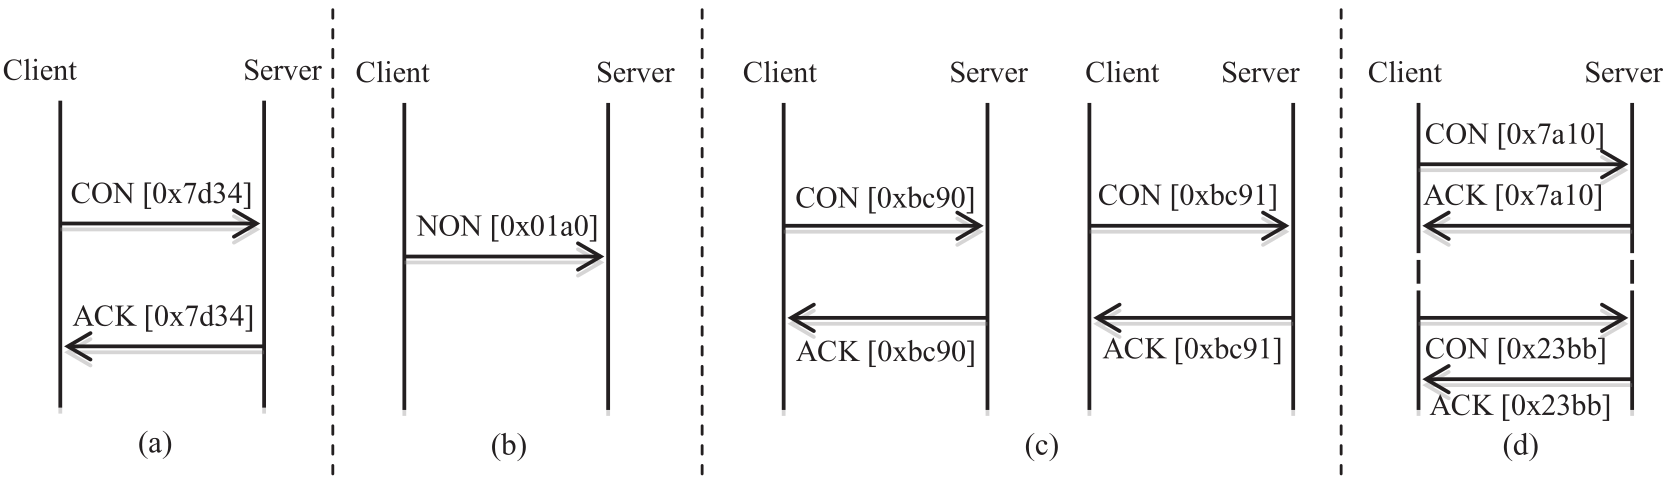 Client Server
CON [0x7d34]
ACK [0x7d34]
(a)
Client Server
NON [0x01a0]
(b)
Client Server
CON [0xbc90]
ACK [0xbc90]
Client Server
CON [0xbc91]
ACK [0xbc91]
(c)
Client Server
CON [0x7a10]
ACK [0x7a10]
CON [0x23bb]
ACK [0x23bb]
(d)